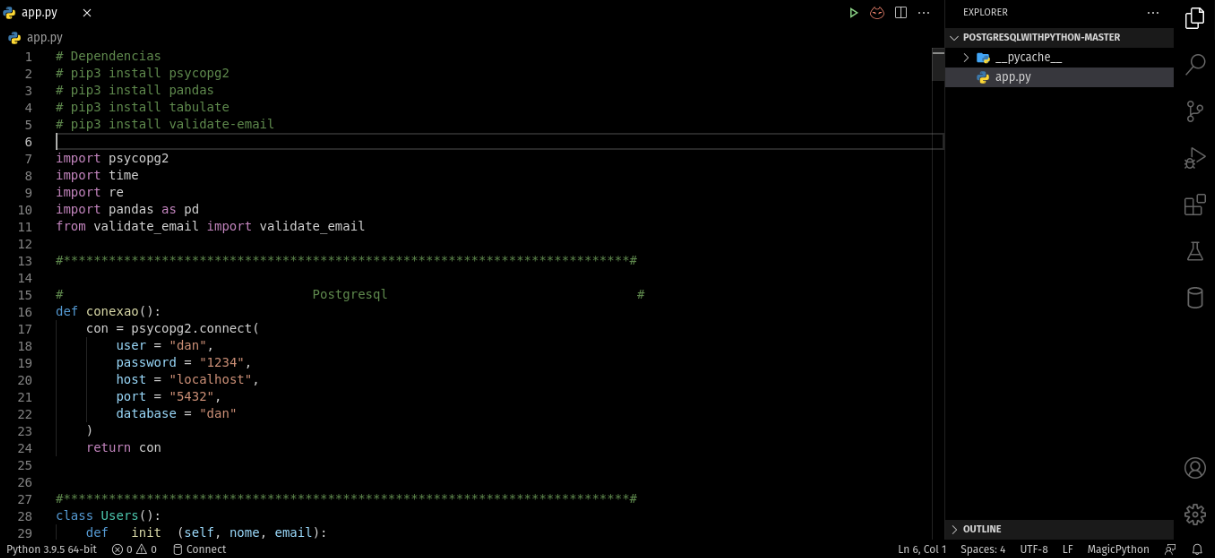 app.py
app.py
1 # Dependencias
2 # pip3 install psycopg2
3 # pip3 install pandas
4 # pip3 install tabulate
5 # pip3 install validate-email
6
7 import psycopg2
8 import time
9 import re
10 import pandas as pd
11 from validate_email import validate_email
12
13 #***************************************************************************#
14
15 # Postgresql #
16 def conexao():
17 con = psycopg2.connect(
18 user = "dan",
19 password = "1234",
20 host = "localhost",
21 port = "5432",
22 database = "dan"
23 )
24 return con
25
26
27 #***************************************************************************#
28 class Users():
29 def __init__(self, nome, email):
EXPLORER
POSTGRESQLWITHPYTHON-MASTER
__pycache__
app.py
OUTLINE
Python 3.9.5 64-bit 0 0 Connect Ln 6, Col 1 Spaces: 4 UTF-8 LF MagicPython